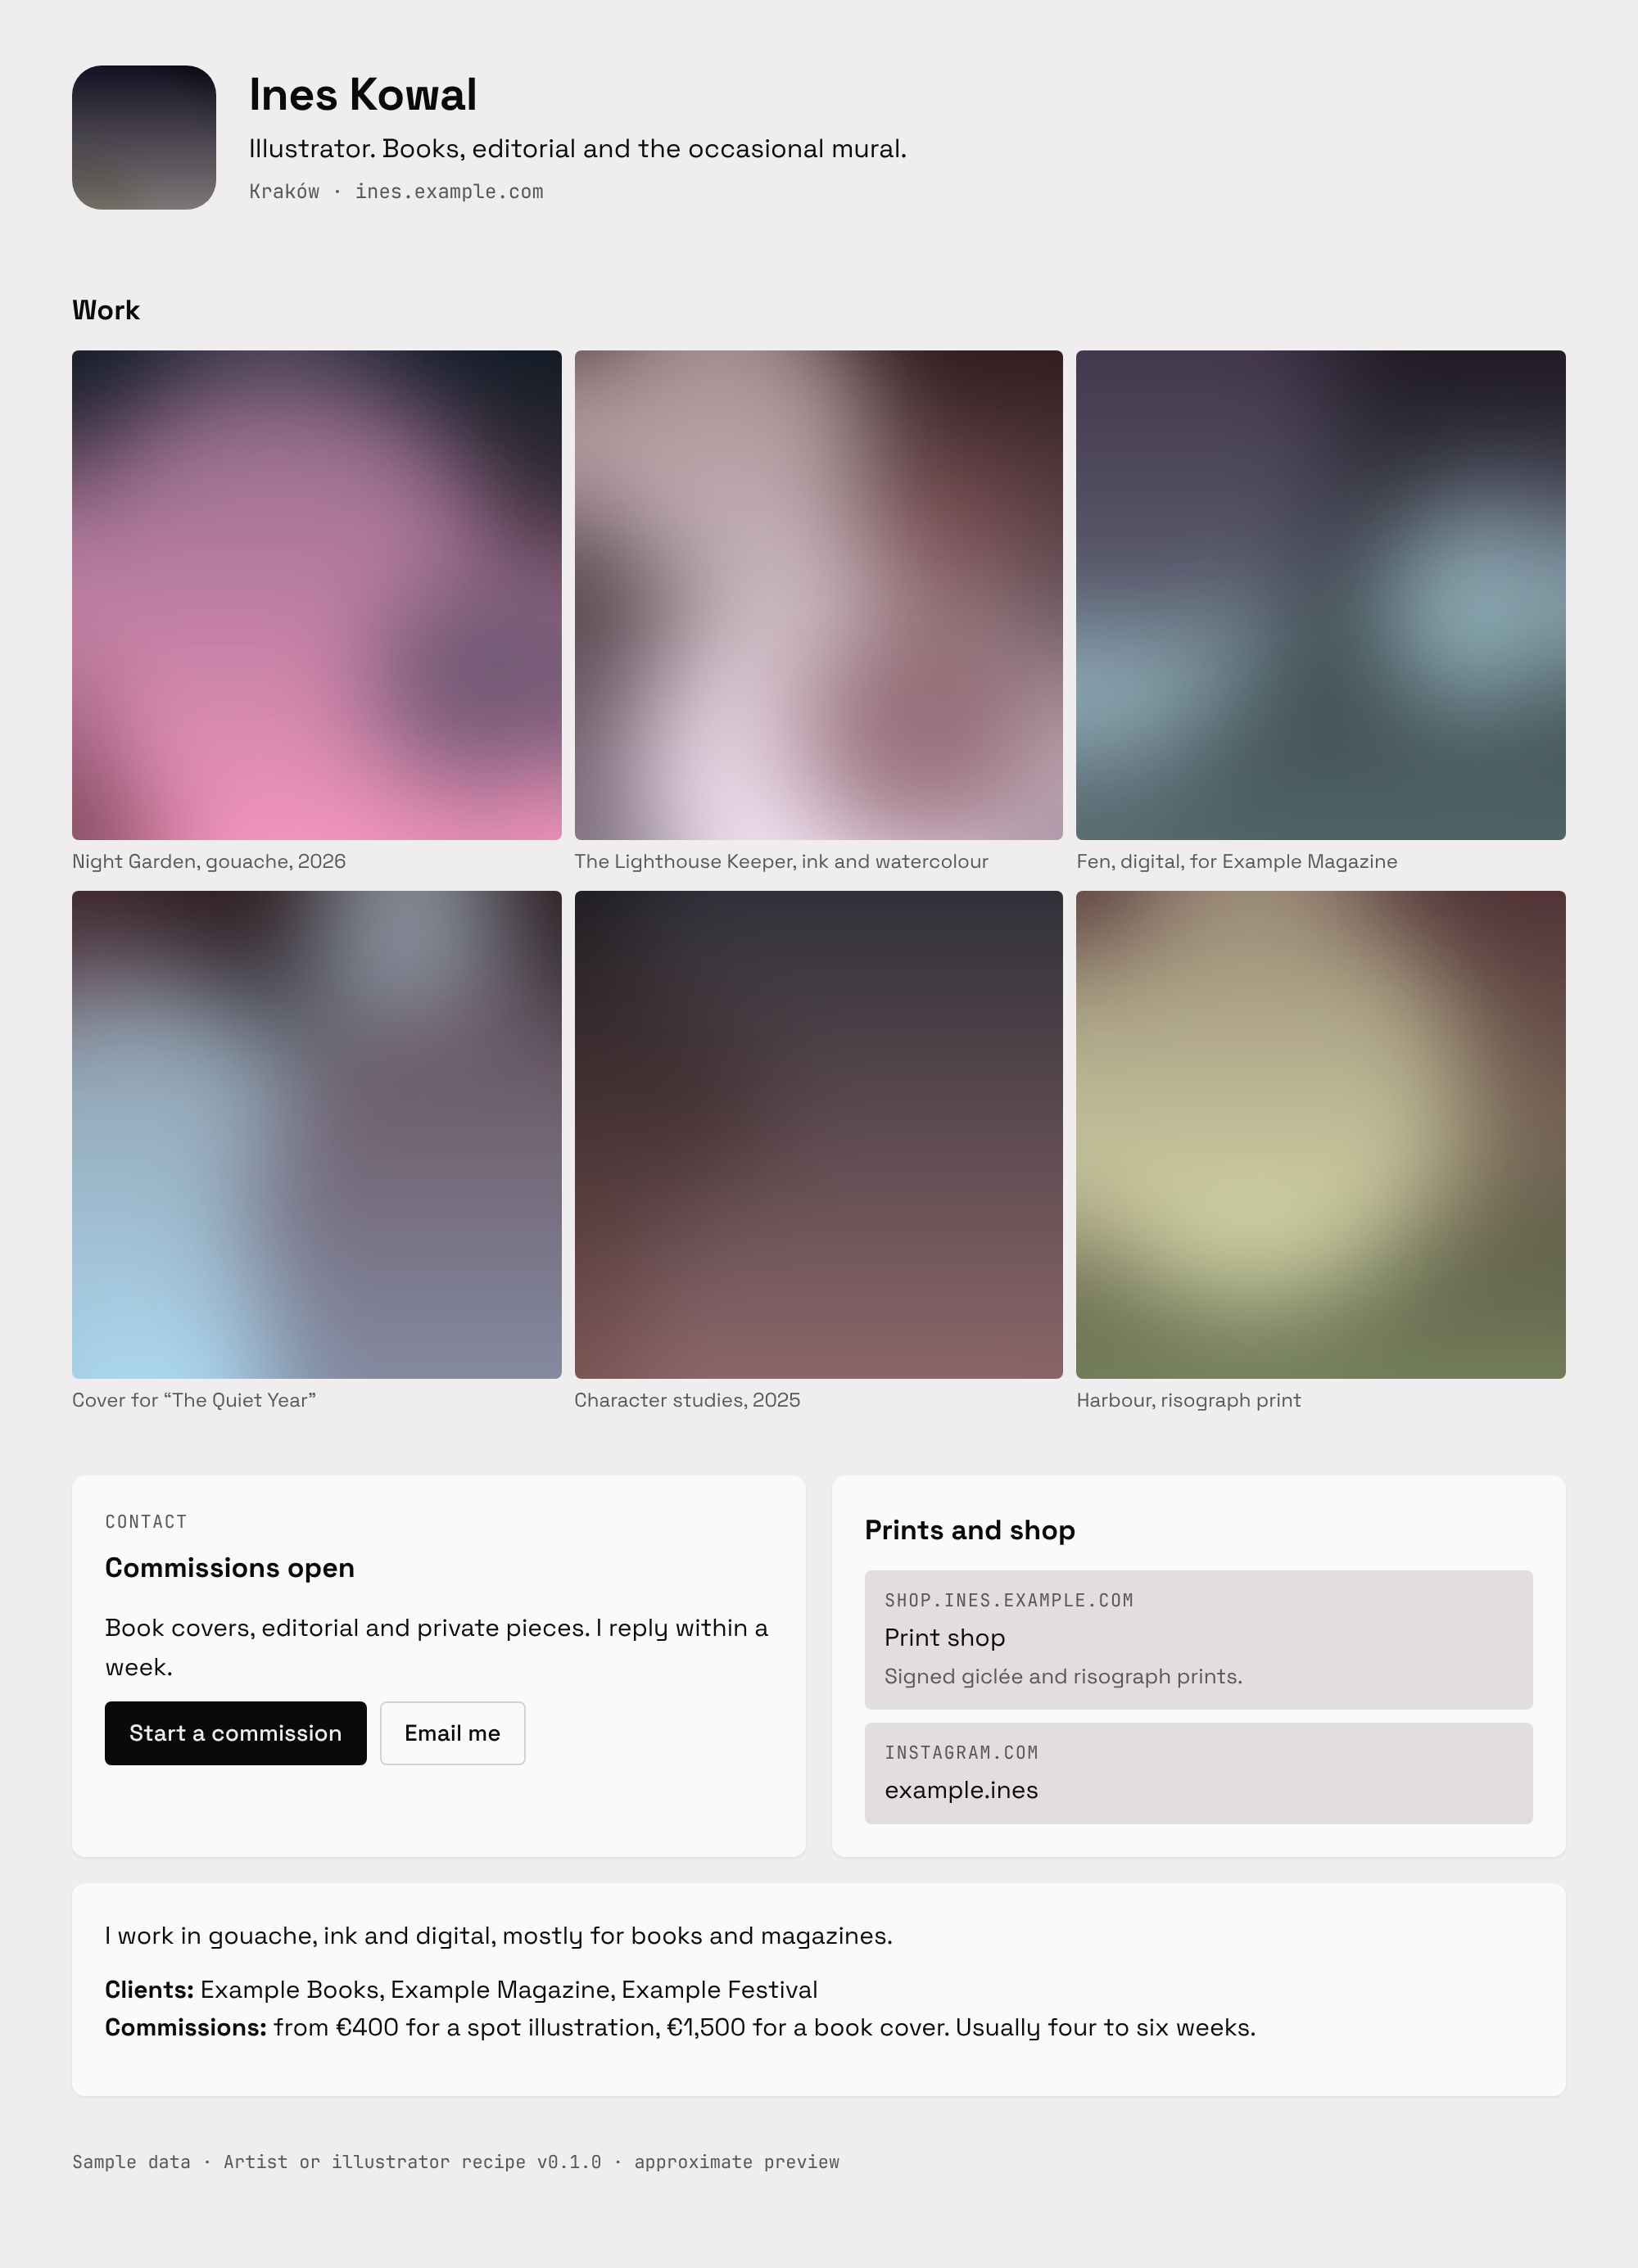 Ines Kowal
Illustrator. Books, editorial and the occasional mural.
Kraków · ines.example.com
Work
Night Garden, gouache, 2026
The Lighthouse Keeper, ink and watercolour
Fen, digital, for Example Magazine
Cover for “The Quiet Year”
Character studies, 2025
Harbour, risograph print
CONTACT
Commissions open
Book covers, editorial and private pieces. I reply within a
week.
Start a commission
Email me
Prints and shop
SHOP.INES.EXAMPLE.COM
Print shop
Signed giclée and risograph prints.
INSTAGRAM.COM
example.ines
I work in gouache, ink and digital, mostly for books and magazines.
Clients: Example Books, Example Magazine, Example Festival
Commissions: from €400 for a spot illustration, €1,500 for a book cover. Usually four to six weeks.
Sample data · Artist or illustrator recipe v0.1.0 · approximate preview